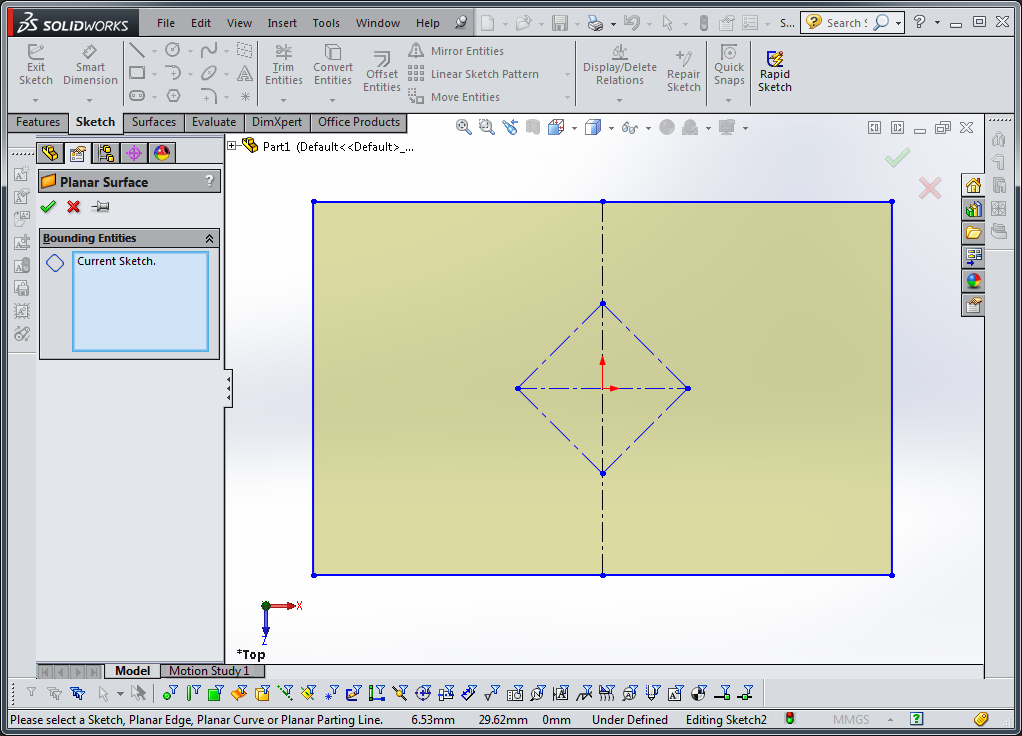 SOLIDWORKS File Edit View Insert Tools Window Help S... Search
Exit Sketch
Smart Dimension
Trim Entities
Convert Entities
Offset Entities
Mirror Entities
Linear Sketch Pattern
Move Entities
Display/Delete Relations
Repair Sketch
Quick Snaps
Rapid Sketch
Features Sketch Surfaces Evaluate DimXpert Office Products
Part1 (Default<<Default>_...
Planar Surface ?
Bounding Entities
Current Sketch.
X
Z
*Top
Model Motion Study 1
Please select a Sketch, Planar Edge, Planar Curve or Planar Parting Line. 6.53mm 29.62mm 0mm Under Defined Editing Sketch2 MMGS ?